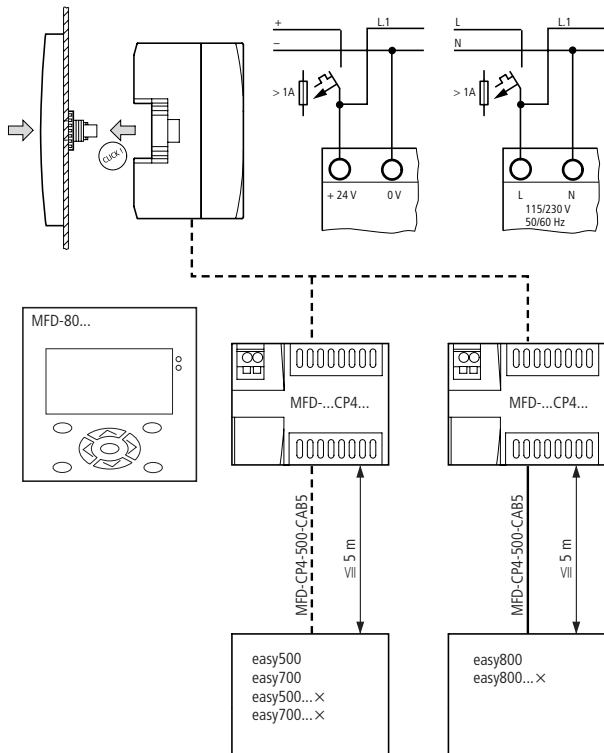 +
L.1
−
> 1A
+ 24 V
0 V
L
L.1
N
> 1A
L
N
115/230 V
50/60 Hz
CLICK !
MFD-80...
MFD-...CP4...
MFD-...CP4...
MFD-CP4-500-CAB5
≦ 5 m
MFD-CP4-500-CAB5
≦ 5 m
easy500
easy700
easy500...×
easy700...×
easy800
easy800...×